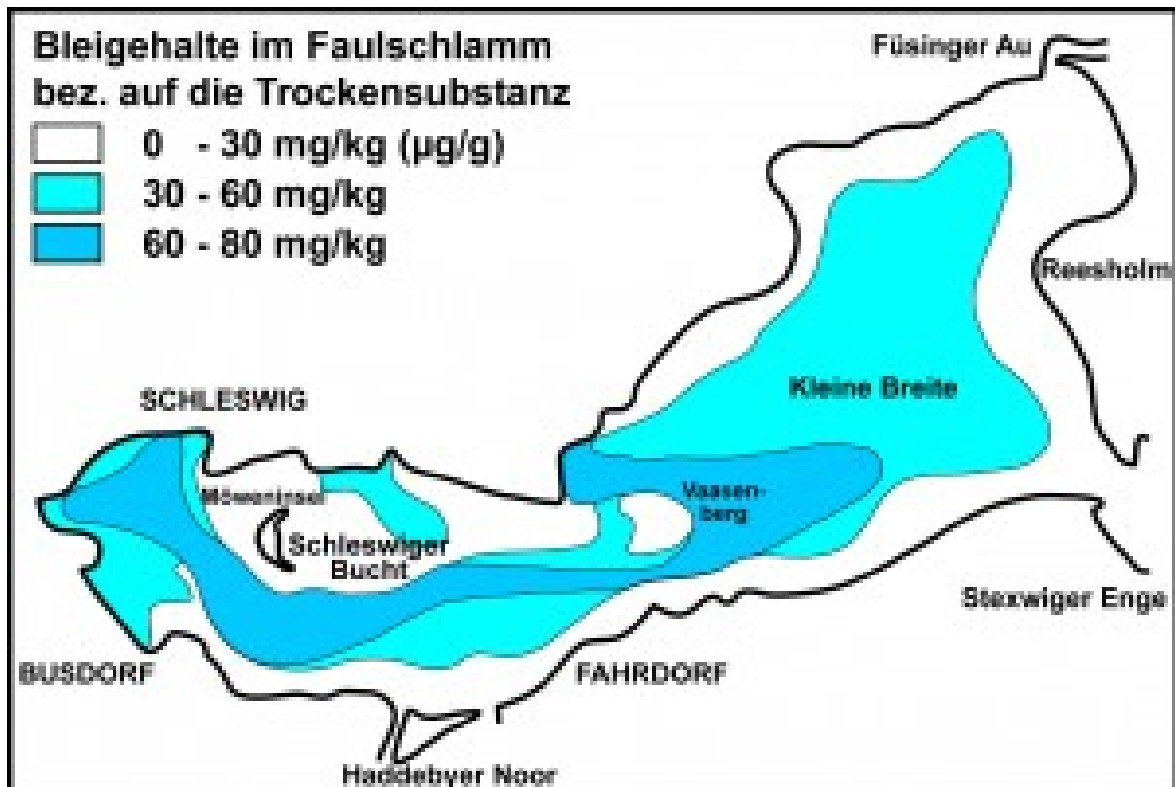 Bleigehalte im Faulschlamm
bez. auf die Trockensubstanz
0 - 30 mg/kg (µg/g)
30 - 60 mg/kg
60 - 80 mg/kg
Füsinger Au
Reesholm
Kleine Breite
SCHLESWIG
Möweninsel
Schleswiger
Bucht
Vaasen-
berg
Stexwiger Enge
BUSDORF
FAHRDORF
Haddebyer Noor